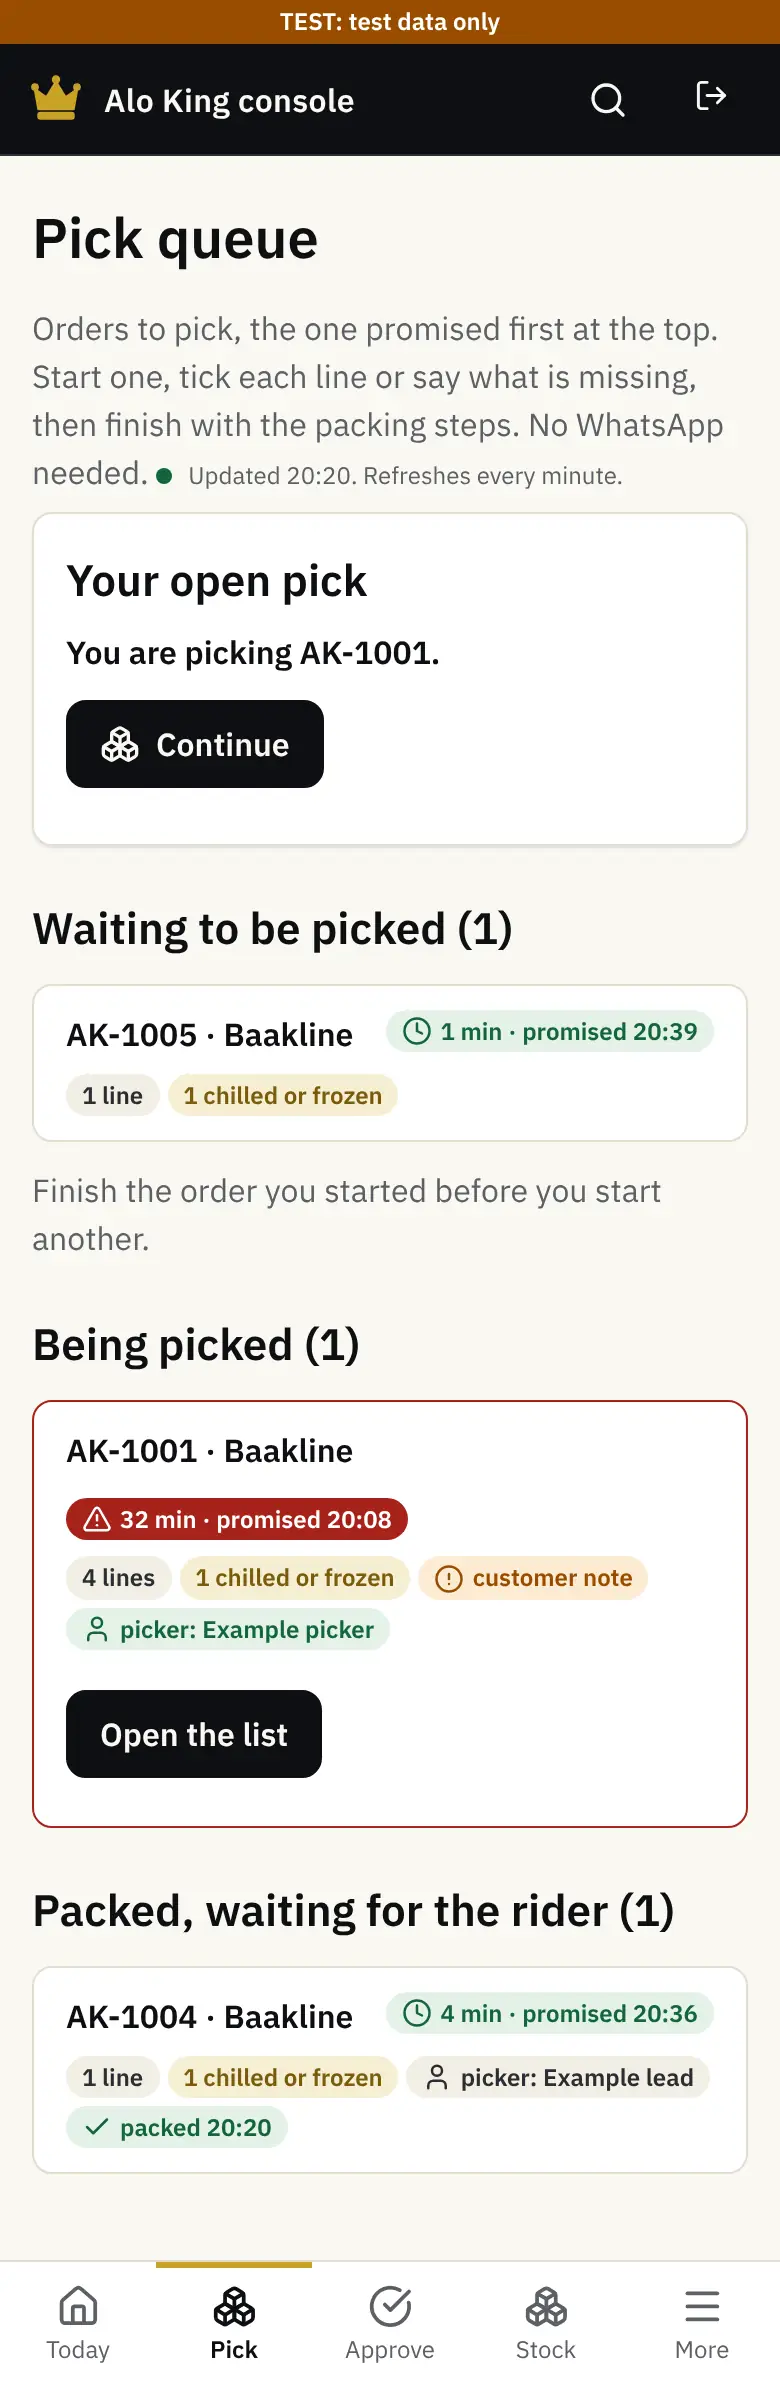 TEST: test data only
Alo King console
Pick queue
Orders to pick, the one promised first at the top.
Start one, tick each line or say what is missing,
then finish with the packing steps. No WhatsApp
needed. Updated 20:20. Refreshes every minute.
Your open pick
You are picking AK-1001.
Continue
Waiting to be picked (1)
AK-1005 · Baakline 1 min · promised 20:39
1 line 1 chilled or frozen
Finish the order you started before you start
another.
Being picked (1)
AK-1001 · Baakline
32 min · promised 20:08
4 lines 1 chilled or frozen customer note
picker: Example picker
Open the list
Packed, waiting for the rider (1)
AK-1004 · Baakline 4 min · promised 20:36
1 line 1 chilled or frozen picker: Example lead
packed 20:20
Today Pick Approve Stock More